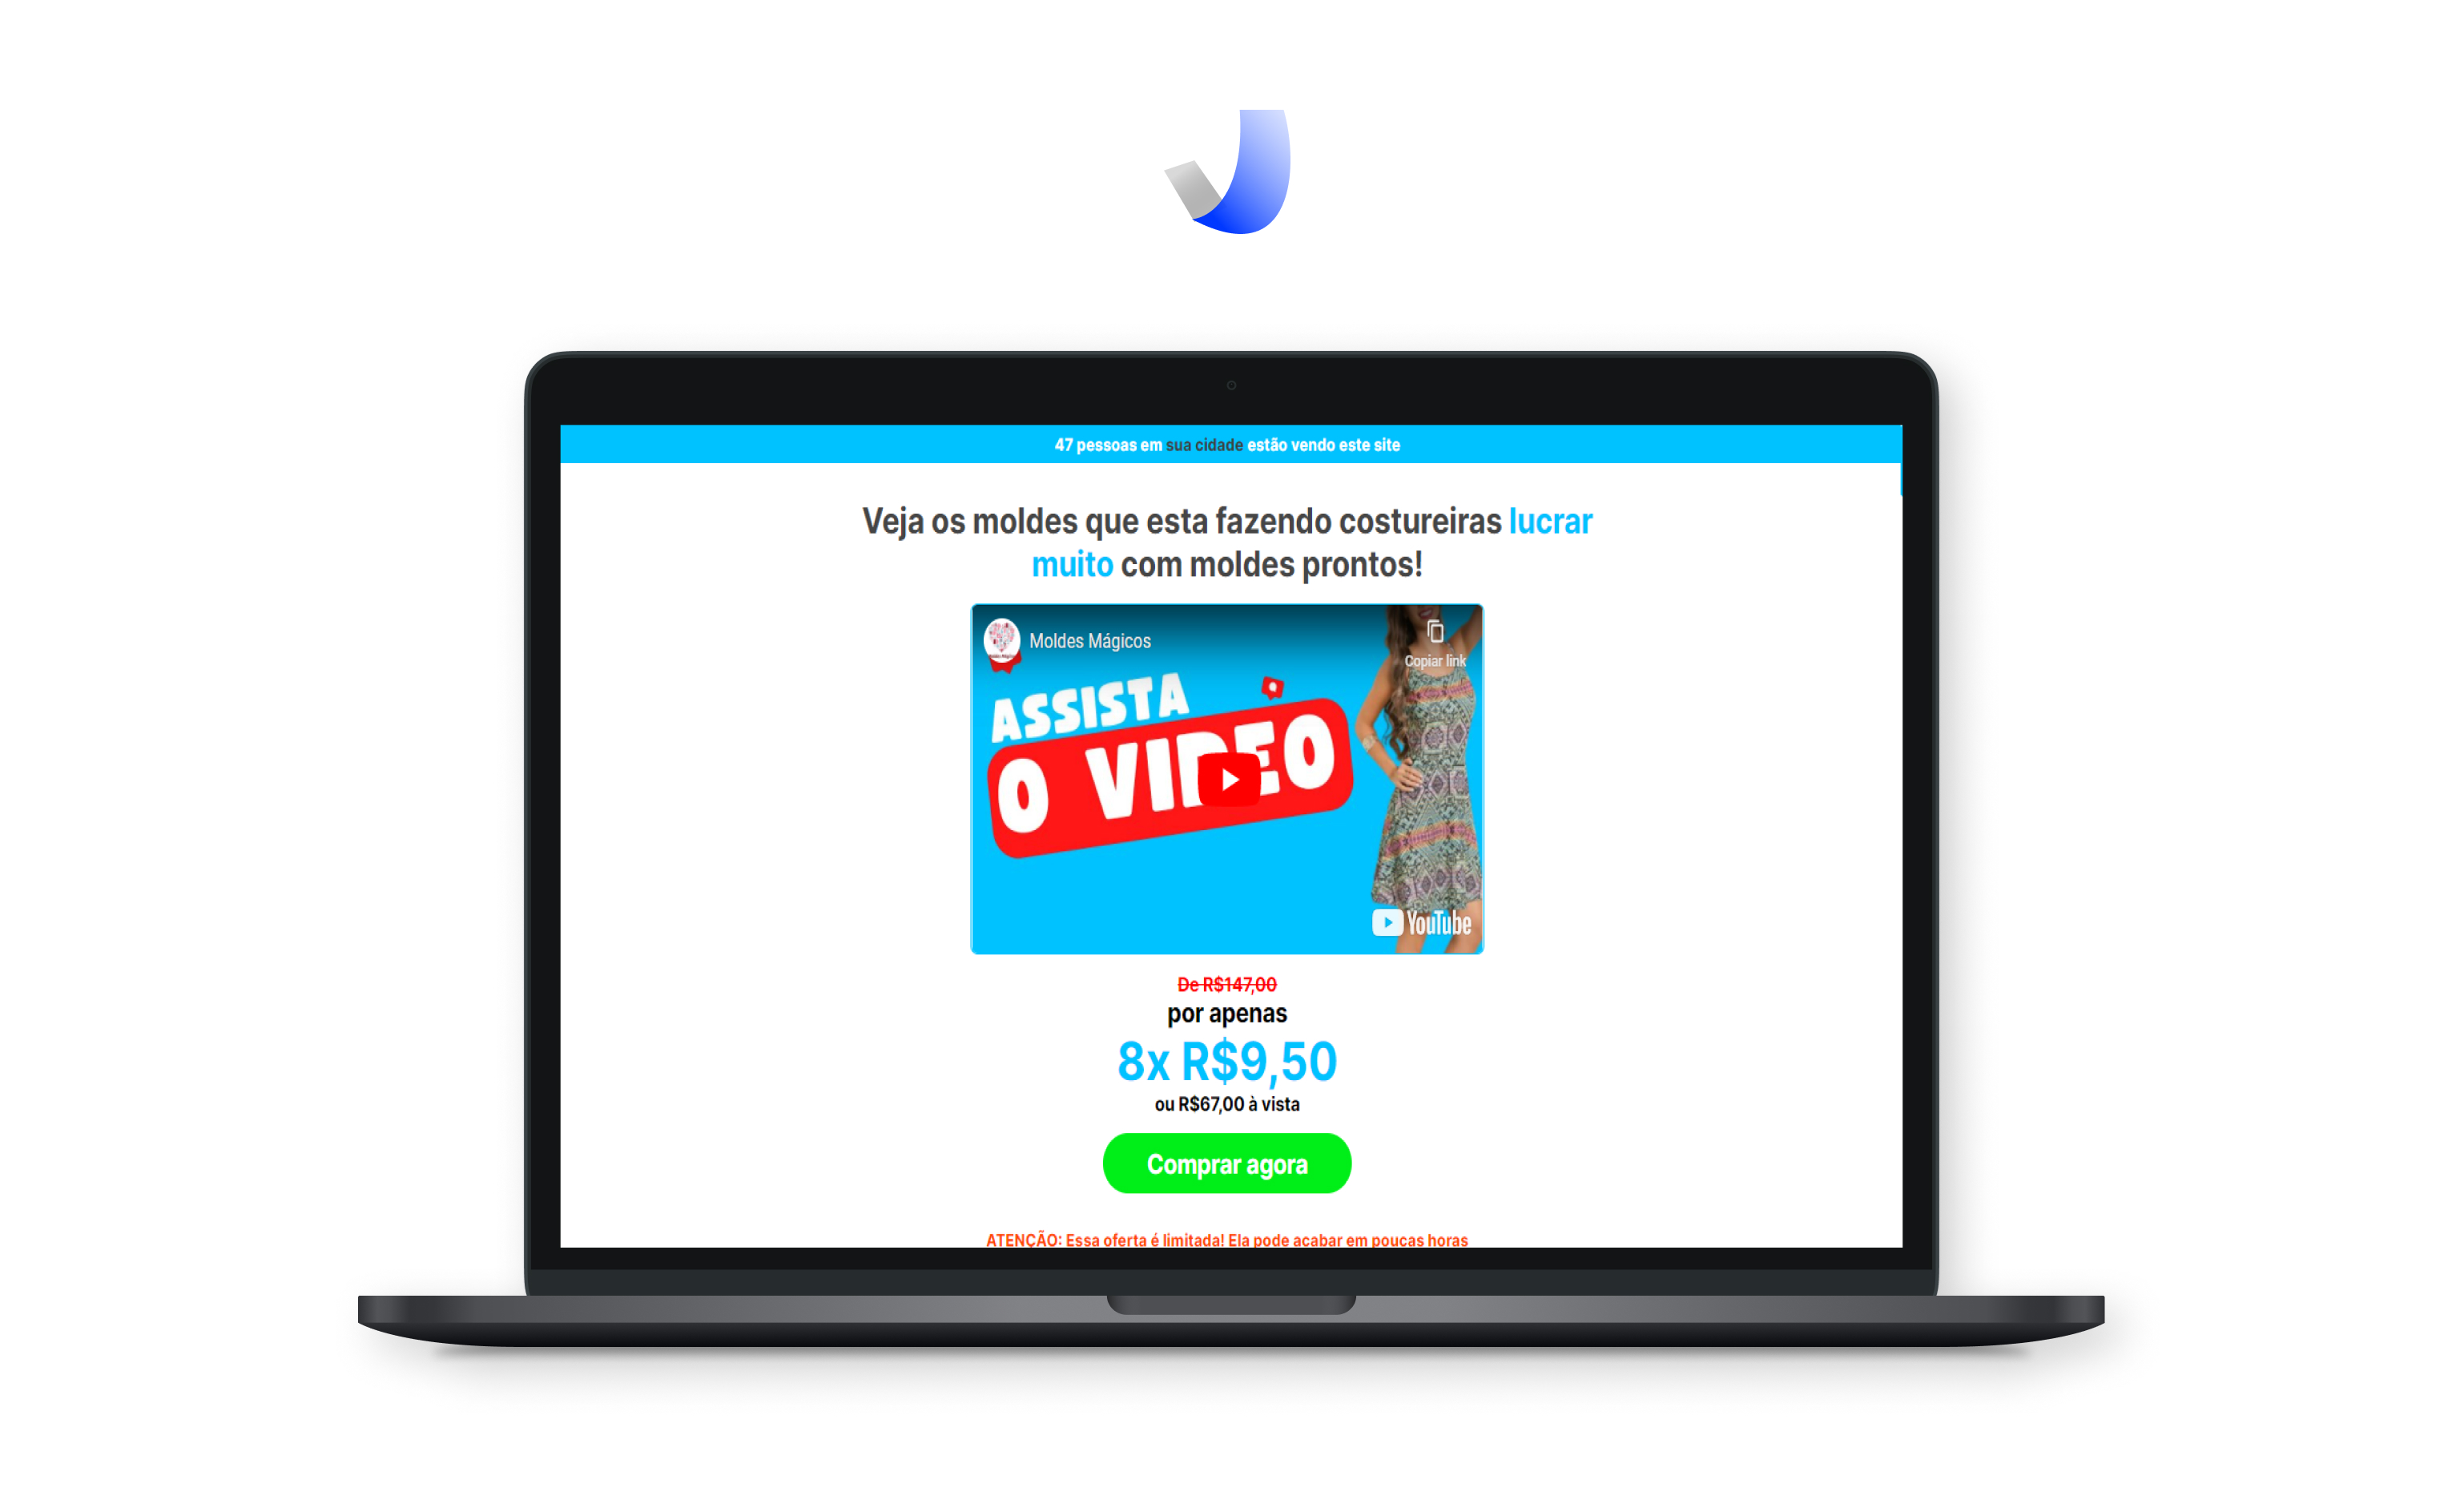 47 pessoas em sua cidade estão vendo este site
Veja os moldes que esta fazendo costureiras lucrar
muito com moldes prontos!
Moldes Mágicos
Copiar link
ASSISTA
O VIDEO
YouTube
De R$147,00
por apenas
8x R$9,50
ou R$67,00 à vista
Comprar agora
ATENÇÃO: Essa oferta é limitada! Ela pode acabar em poucas horas